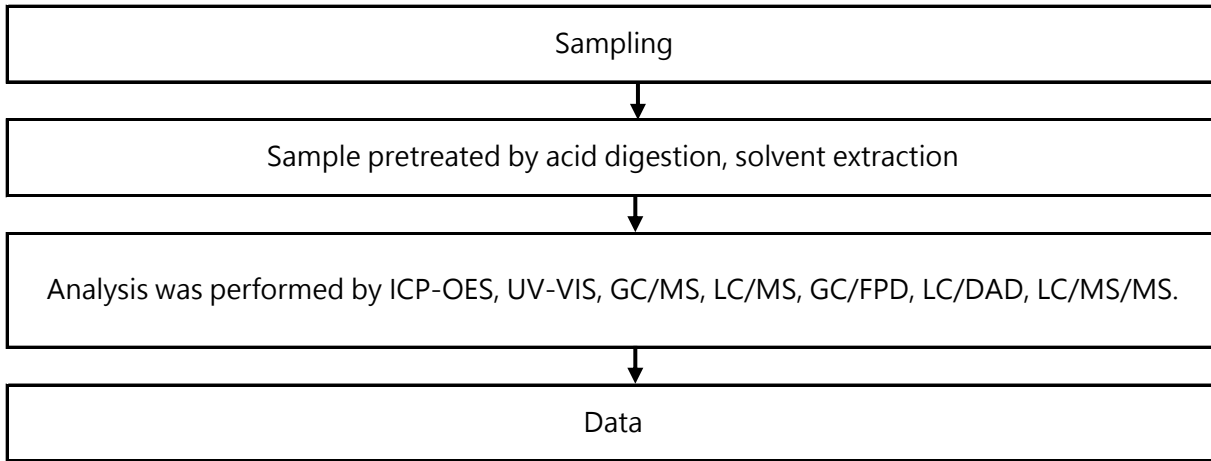 Sampling
Sample pretreated by acid digestion, solvent extraction
Analysis was performed by ICP-OES, UV-VIS, GC/MS, LC/MS, GC/FPD, LC/DAD, LC/MS/MS.
Data